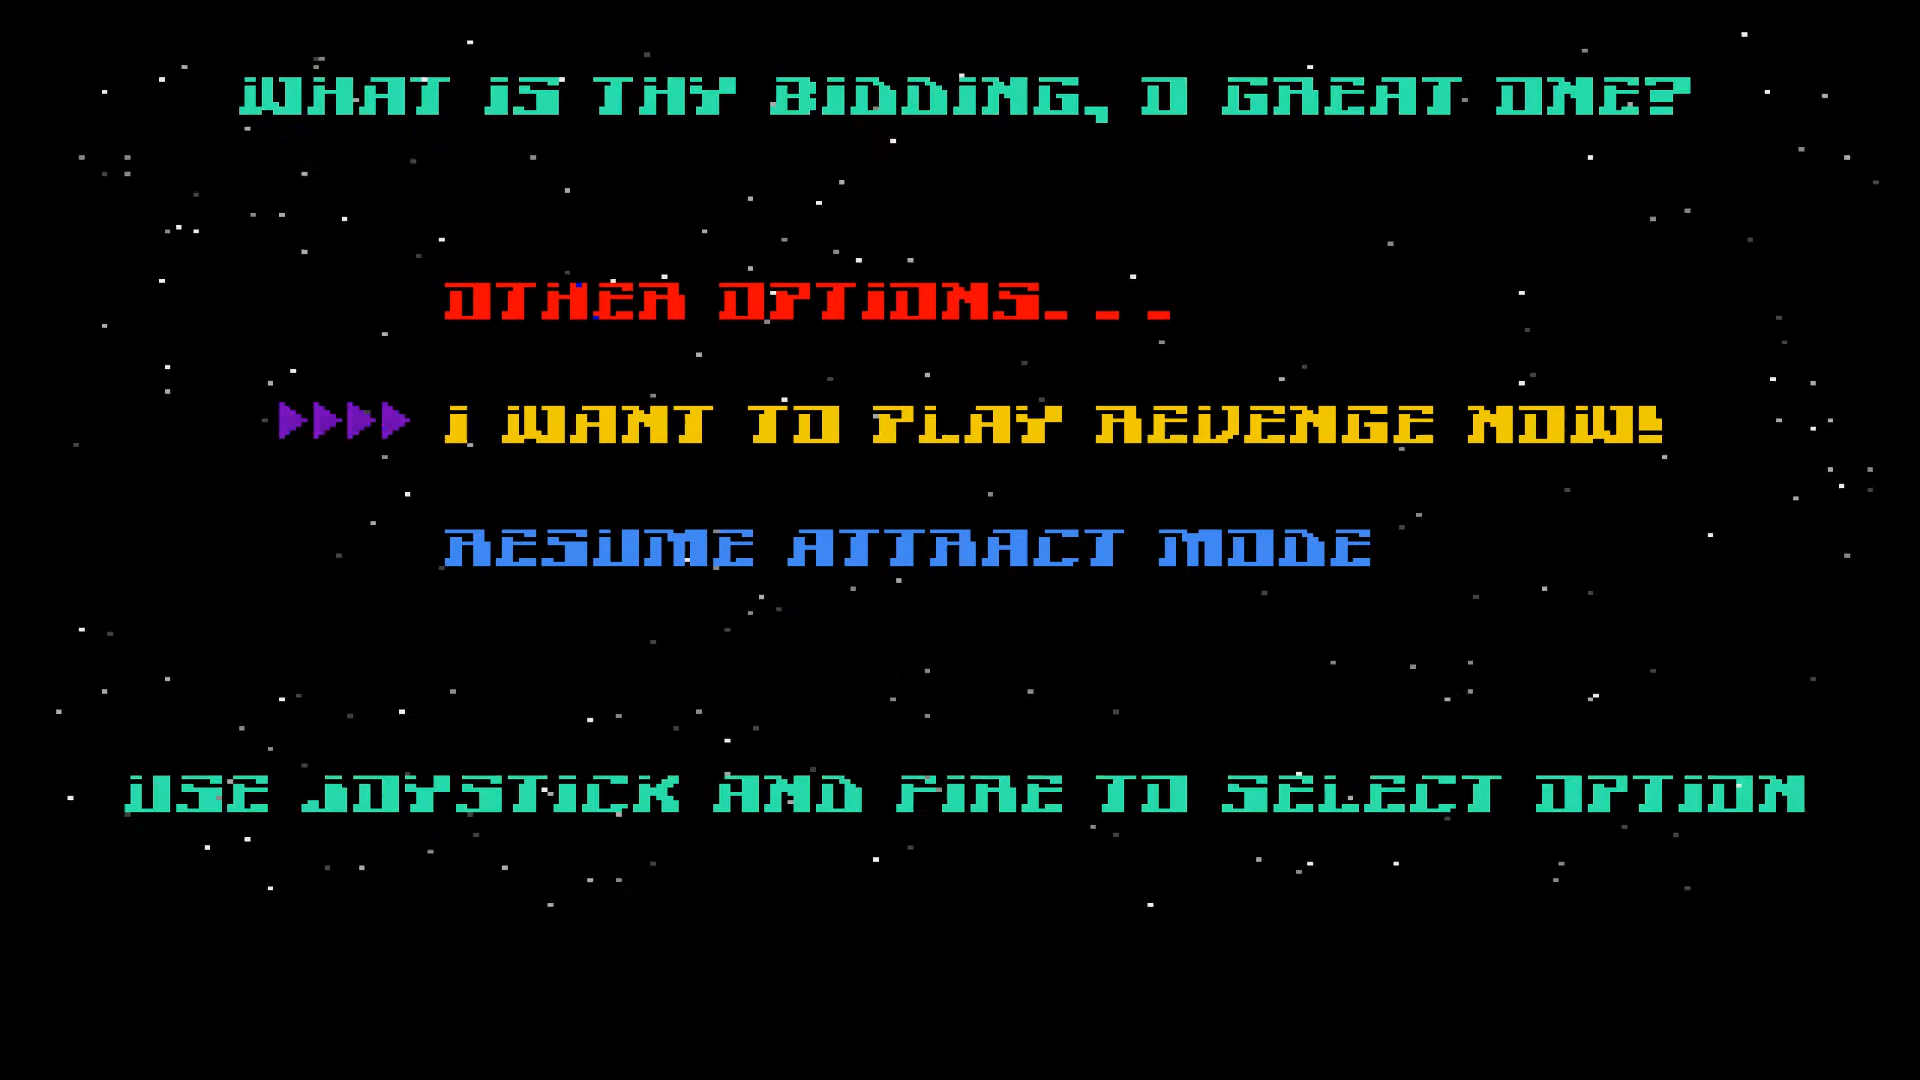 WHAT IS THY BIDDING, O GREAT ONE?
OTHER OPTIONS...
I WANT TO PLAY REVENGE NOW!
RESUME ATTRACT MODE
USE JOYSTICK AND FIRE TO SELECT OPTION